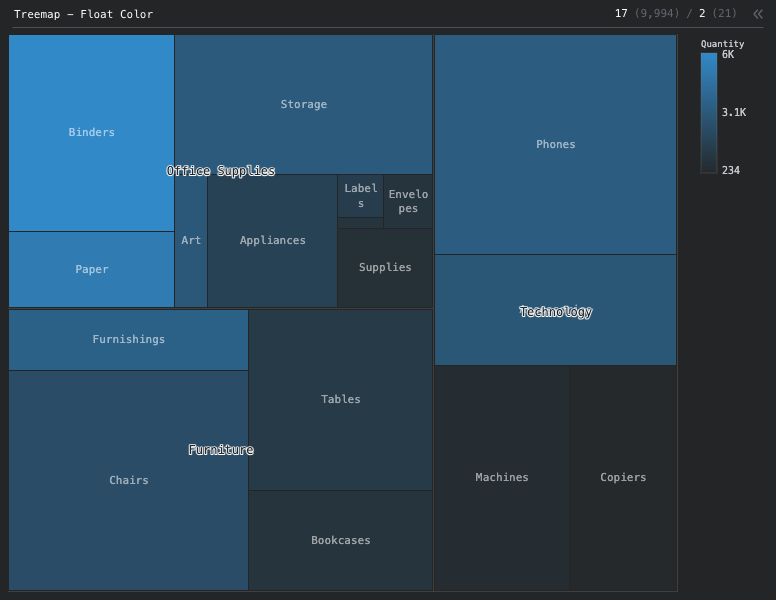 Treemap – Float Color
17 (9,994) / 2 (21)
Quantity
6K
3.1K
234
Binders
Storage
Phones
Office Supplies
Label
s
Envelo
pes
Art
Appliances
Paper
Supplies
Technology
Furnishings
Tables
Furniture
Chairs
Machines
Copiers
Bookcases